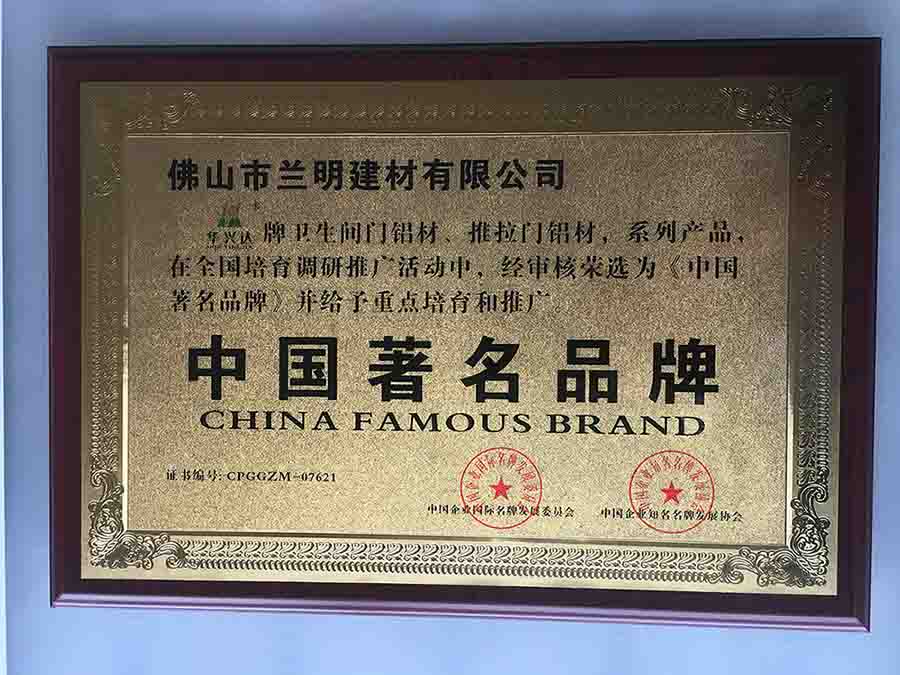 佛山市兰明建材有限公司
华兴达 牌卫生间门铝材、推拉门铝材，系列产品，
在全国培育调研推广活动中，经审核荣选为《中国
著名品牌》并给予重点培育和推广。
中国著名品牌
CHINA FAMOUS BRAND
证书编号: CPGGZM-07621
中国企业国际名牌发展委员会 中国企业知名名牌发展协会